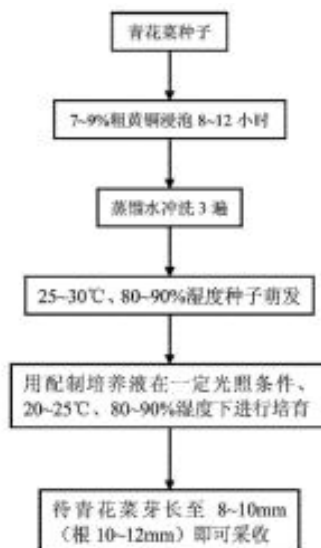 青花菜种子
7~9%粗黄铜浸泡 8~12 小时
蒸馏水冲洗 3 遍
25~30℃、80~90%湿度种子萌发
用配制培养液在一定光照条件、
20~25℃、80~90%湿度下进行培育
待青花菜芽长至 8~10mm
（根 10~12mm）即可采收